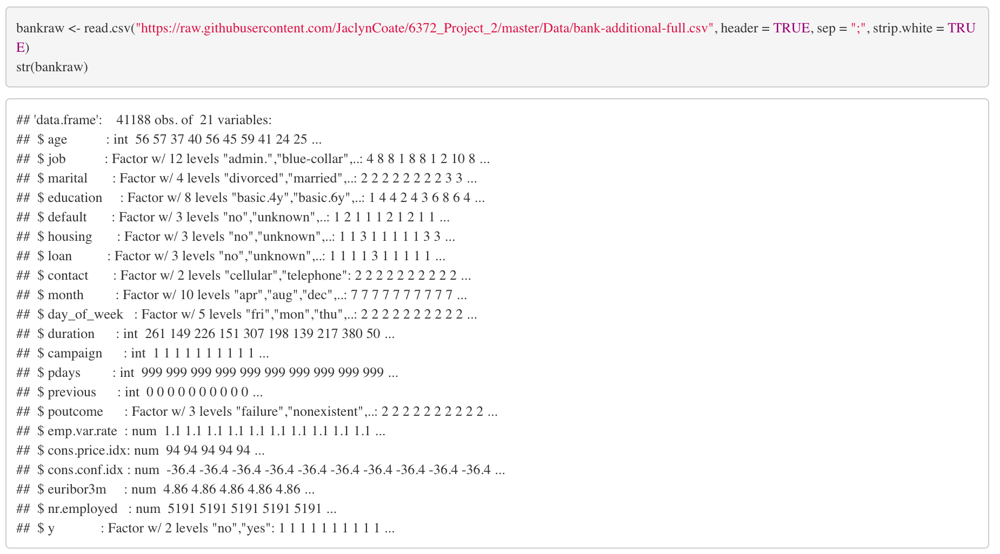 bankraw <- read.csv("https://raw.githubusercontent.com/JaclynCoate/6372_Project_2/master/Data/bank-additional-full.csv", header = TRUE, sep = ";", strip.white = TRU
E)
str(bankraw)
## 'data.frame':    41188 obs. of  21 variables:
##  $ age           : int  56 57 37 40 56 45 59 41 24 25 ...
##  $ job           : Factor w/ 12 levels "admin.","blue-collar",..: 4 8 8 1 8 8 1 2 10 8 ...
##  $ marital       : Factor w/ 4 levels "divorced","married",..: 2 2 2 2 2 2 2 2 3 3 ...
##  $ education     : Factor w/ 8 levels "basic.4y","basic.6y",..: 1 4 4 2 4 3 6 8 6 4 ...
##  $ default       : Factor w/ 3 levels "no","unknown",..: 1 2 1 1 1 2 1 2 1 1 ...
##  $ housing       : Factor w/ 3 levels "no","unknown",..: 1 1 3 1 1 1 1 1 3 3 ...
##  $ loan          : Factor w/ 3 levels "no","unknown",..: 1 1 1 1 3 1 1 1 1 1 ...
##  $ contact       : Factor w/ 2 levels "cellular","telephone": 2 2 2 2 2 2 2 2 2 2 ...
##  $ month         : Factor w/ 10 levels "apr","aug","dec",..: 7 7 7 7 7 7 7 7 7 7 ...
##  $ day_of_week   : Factor w/ 5 levels "fri","mon","thu",..: 2 2 2 2 2 2 2 2 2 2 ...
##  $ duration      : int  261 149 226 151 307 198 139 217 380 50 ...
##  $ campaign      : int  1 1 1 1 1 1 1 1 1 1 ...
##  $ pdays         : int  999 999 999 999 999 999 999 999 999 999 ...
##  $ previous      : int  0 0 0 0 0 0 0 0 0 0 ...
##  $ poutcome      : Factor w/ 3 levels "failure","nonexistent",..: 2 2 2 2 2 2 2 2 2 2 ...
##  $ emp.var.rate  : num  1.1 1.1 1.1 1.1 1.1 1.1 1.1 1.1 1.1 1.1 ...
##  $ cons.price.idx: num  94 94 94 94 94 ...
##  $ cons.conf.idx : num  -36.4 -36.4 -36.4 -36.4 -36.4 -36.4 -36.4 -36.4 -36.4 -36.4 ...
##  $ euribor3m     : num  4.86 4.86 4.86 4.86 4.86 ...
##  $ nr.employed   : num  5191 5191 5191 5191 5191 ...
##  $ y             : Factor w/ 2 levels "no","yes": 1 1 1 1 1 1 1 1 1 1 ...